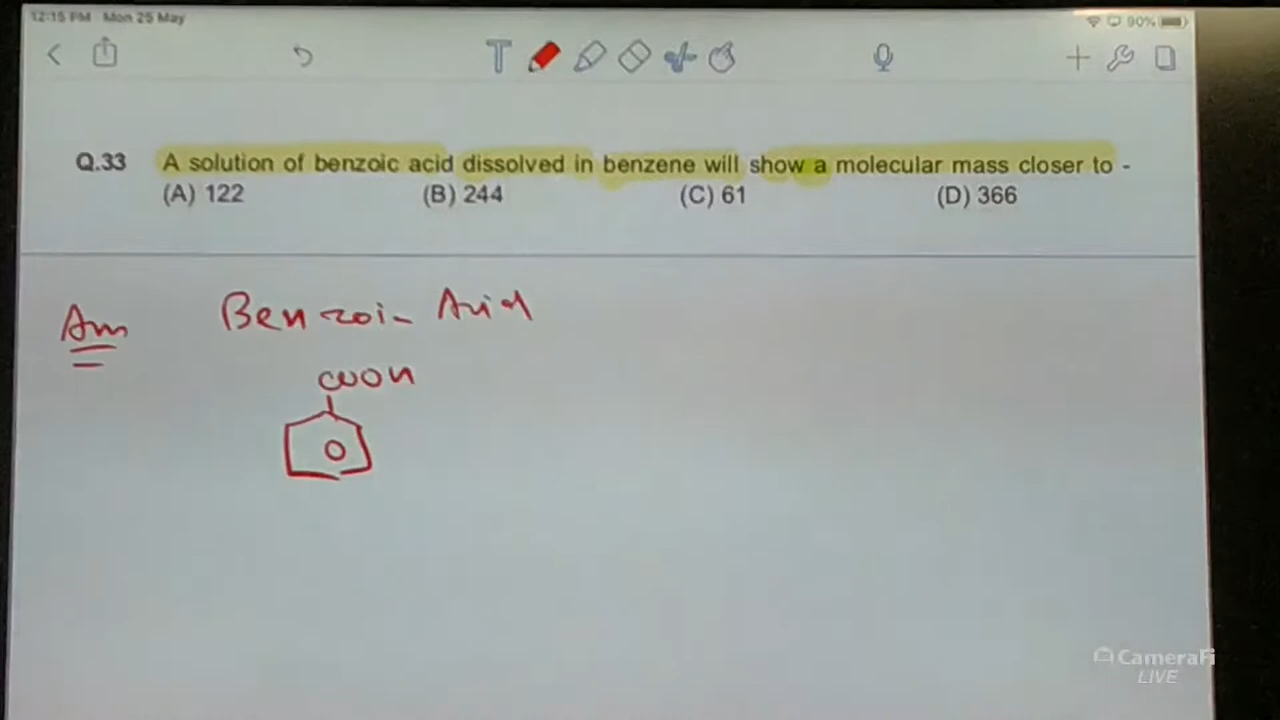 12:15 PM Mon 25 May
90%
T
Q.33 A solution of benzoic acid dissolved in benzene will show a molecular mass closer to -
(A) 122 (B) 244 (C) 61 (D) 366
Ans Benzoic Acid
COOH
CameraFi
LIVE